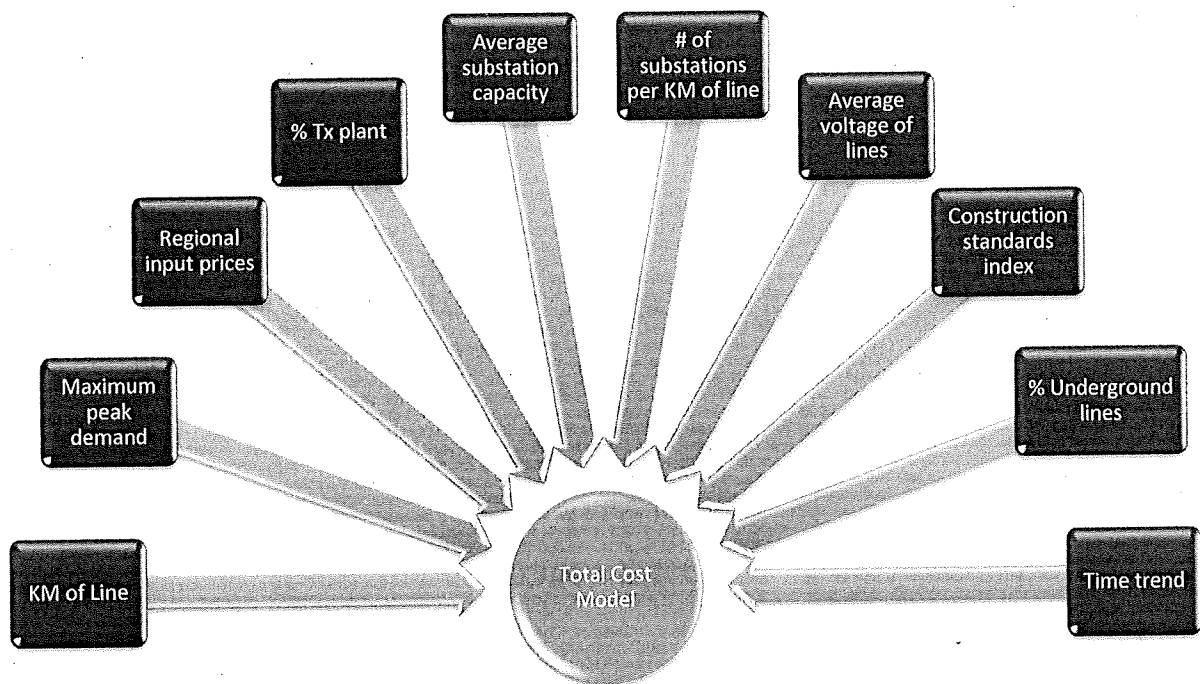 KM of Line
Maximum
peak
demand
Regional
input prices
% Tx plant
Average
substation
capacity
# of
substations
per KM of line
Average
voltage of
lines
Construction
standards
index
% Underground
lines
Time trend
Total Cost
Model